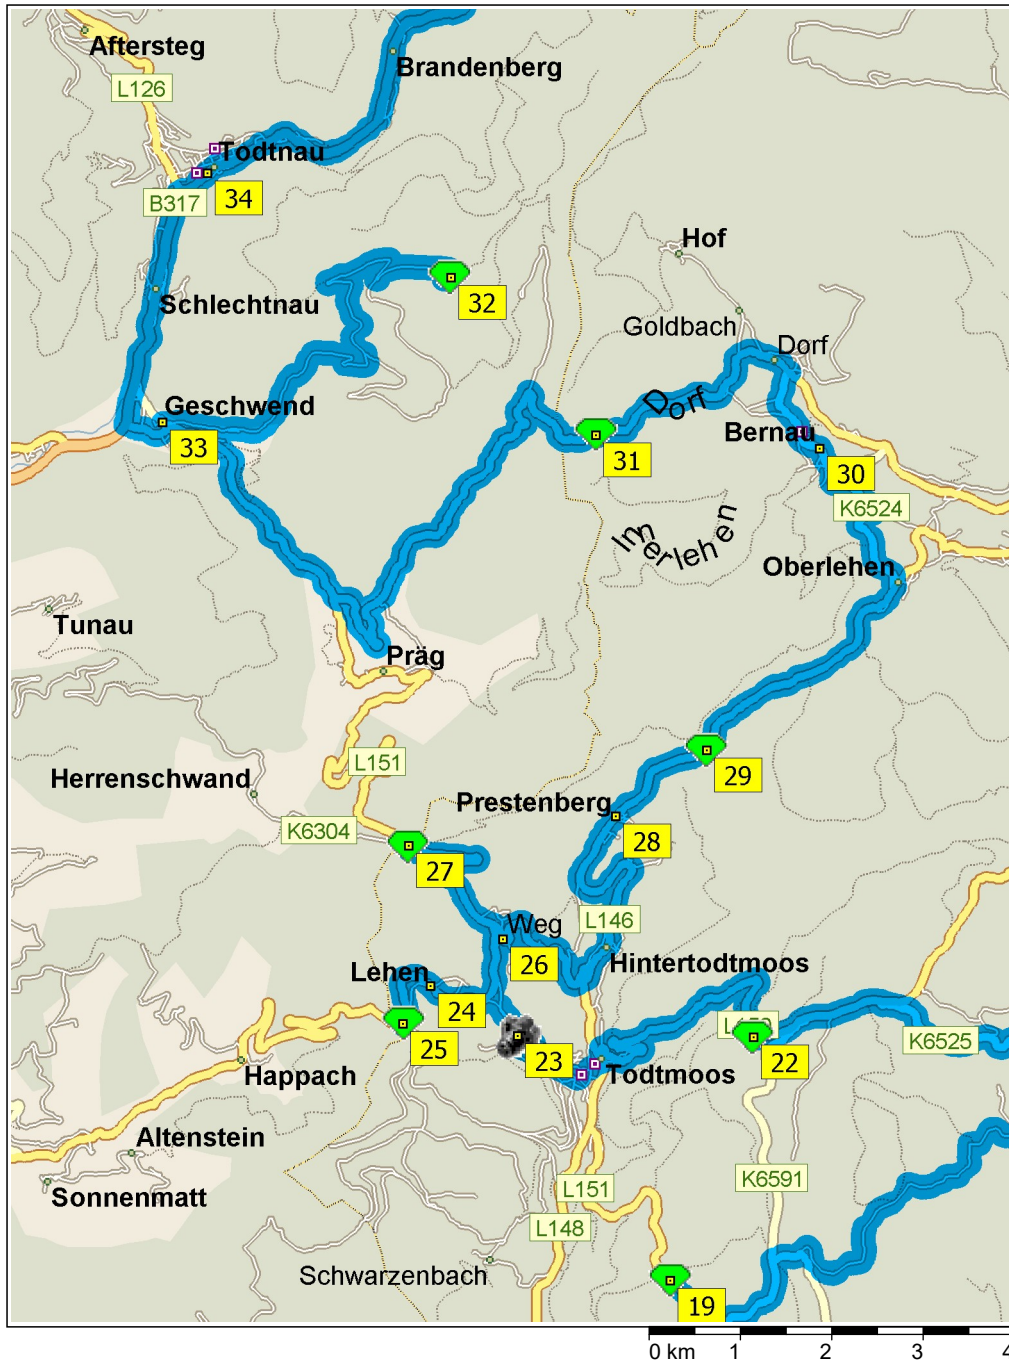 Aftersteg
Brandenberg
L126
Todtnau
34
B317
Hof
Schlechtnau
32
Goldbach
Dorf
Dorf
Geschwend
Bernau
33
31
30
K6524
Innerlehen
Oberlehen
Tunau
Präg
L151
29
Herrenschwand
Prestenberg
K6304
28
27
L146
Weg
26
Hintertodtmoos
Lehen
24
25
23
22
K6525
Happach
Todtmoos
Altenstein
K6591
L151
Sonnenmatt
L148
Schwarzenbach
19
0 km 1 2 3 4